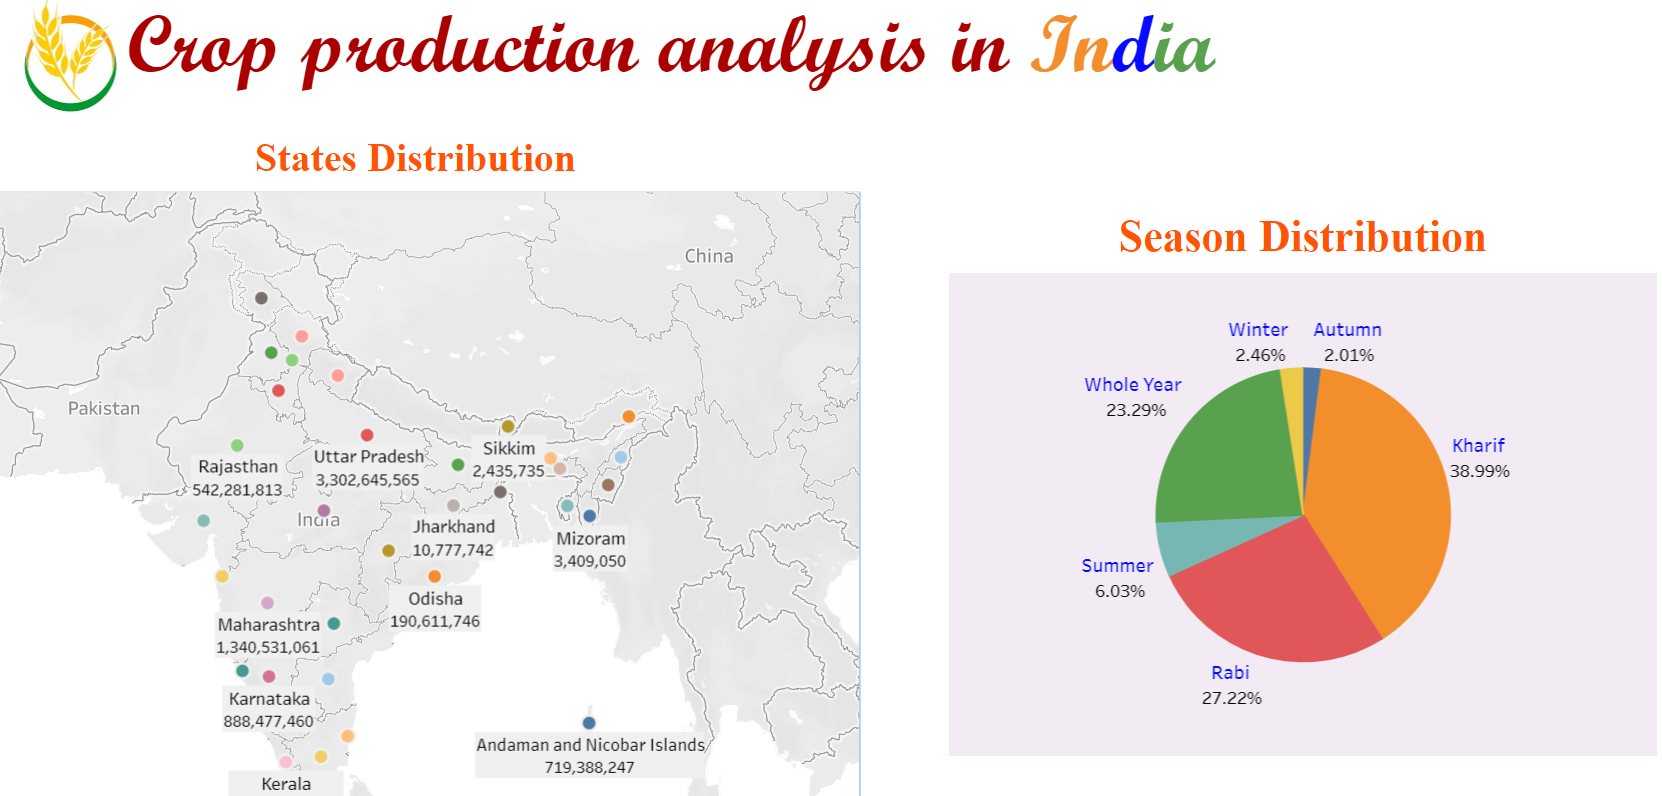 Crop production analysis in India
States Distribution
Season Distribution
China
Pakistan
India
Rajasthan
542,281,813
Uttar Pradesh
3,302,645,565
Sikkim
2,435,735
Jharkhand
10,777,742
Mizoram
3,409,050
Odisha
190,611,746
Maharashtra
1,340,531,061
Karnataka
888,477,460
Andaman and Nicobar Islands
719,388,247
Kerala
Winter
2.46%
Autumn
2.01%
Whole Year
23.29%
Kharif
38.99%
Summer
6.03%
Rabi
27.22%